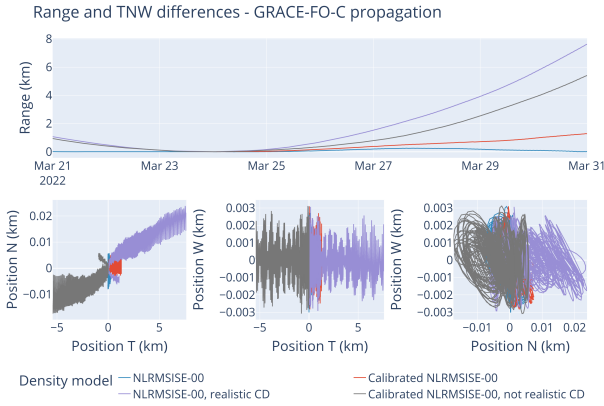 Range and TNW differences - GRACE-FO-C propagation
Range (km)
8
6
4
2
0
Mar 21
2022
Mar 23
Mar 25
Mar 27
Mar 29
Mar 31
Position N (km)
0.02
0.01
0
−0.01
−5
0
5
Position T (km)
Position W (km)
0.003
0.002
0.001
0
−0.001
−0.002
−0.003
−5
0
5
Position T (km)
Position W (km)
0.003
0.002
0.001
0
−0.001
−0.002
−0.003
−0.01
0
0.01
0.02
Position N (km)
Density model
NLRMSISE-00
Calibrated NLRMSISE-00
NLRMSISE-00, realistic CD
Calibrated NLRMSISE-00, not realistic CD